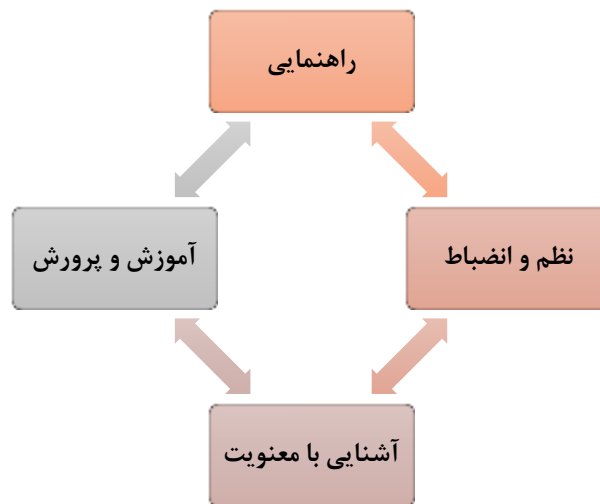 راهنمایی
نظم و انضباط
آموزش و پرورش
آشنایی با معنویت